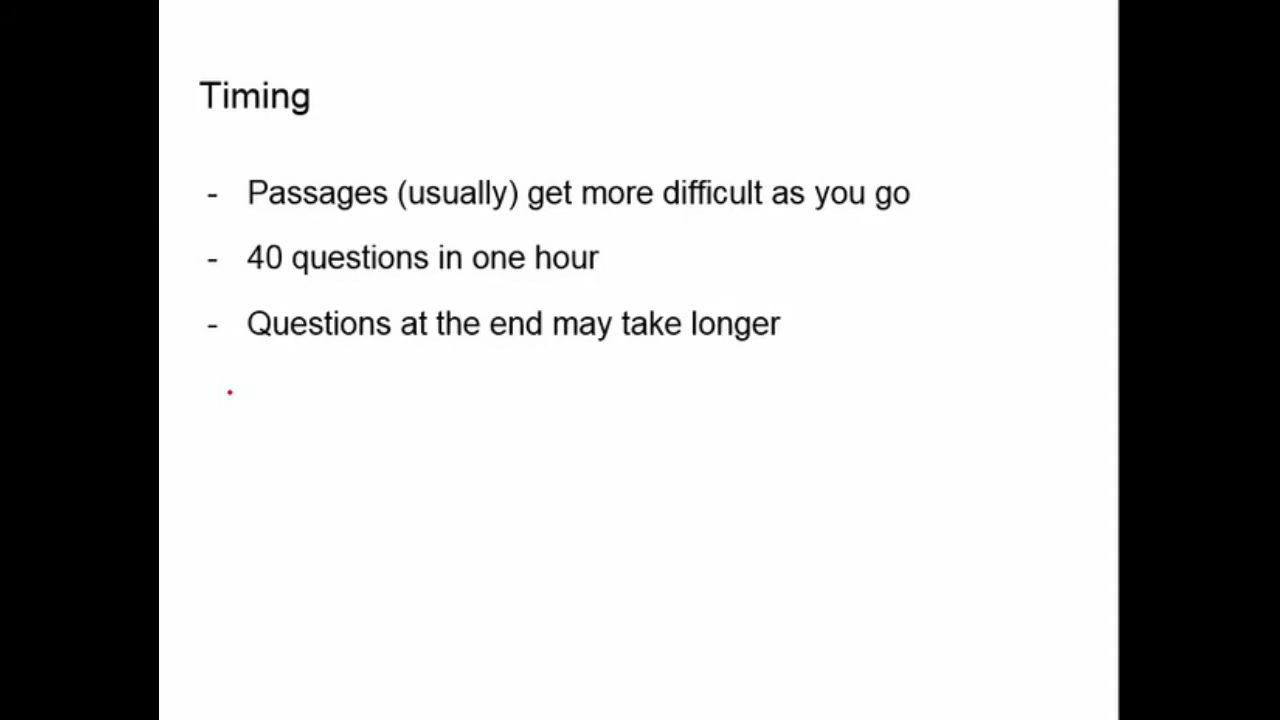 Timing
- Passages (usually) get more difficult as you go
- 40 questions in one hour
- Questions at the end may take longer